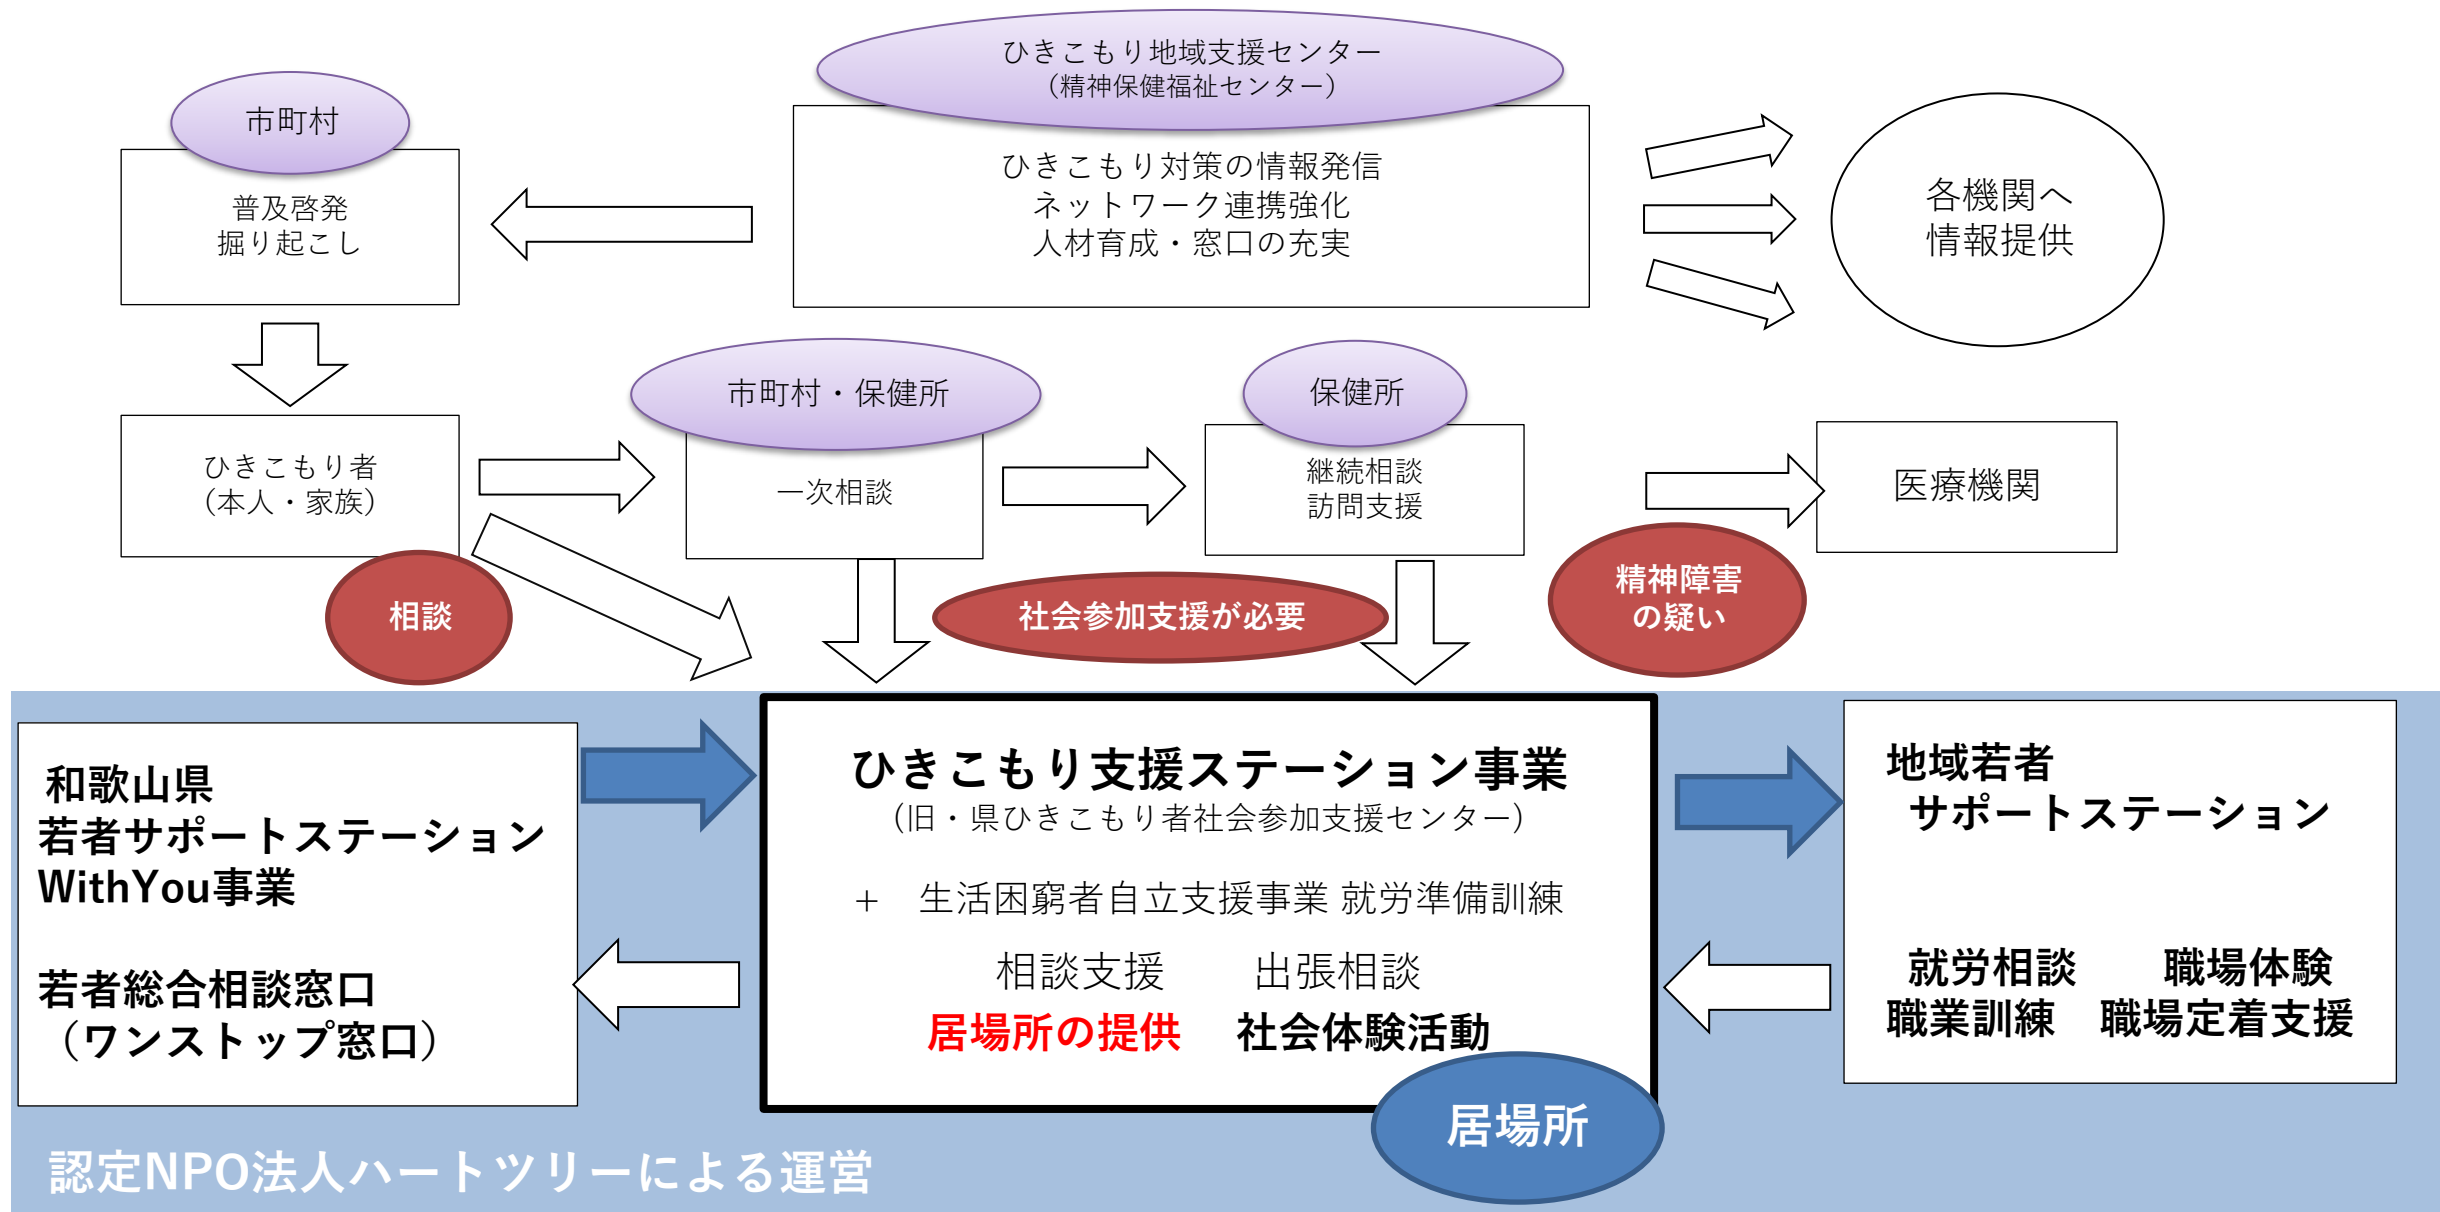 ひきこもり地域支援センター
（精神保健福祉センター）
市町村
ひきこもり対策の情報発信
ネットワーク連携強化
人材育成・窓口の充実
普及啓発
掘り起こし
各機関へ
情報提供
市町村・保健所
保健所
ひきこもり者
（本人・家族）
一次相談
継続相談
訪問支援
医療機関
相談
社会参加支援が必要
精神障害
の疑い
和歌山県
若者サポートステーション
WithYou事業
若者総合相談窓口
（ワンストップ窓口）
ひきこもり支援ステーション事業
（旧・県ひきこもり者社会参加支援センター）
＋　生活困窮者自立支援事業 就労準備訓練
相談支援　　出張相談
居場所の提供　社会体験活動
居場所
地域若者
サポートステーション
就労相談　　職場体験
職業訓練　職場定着支援
認定NPO法人ハートツリーによる運営